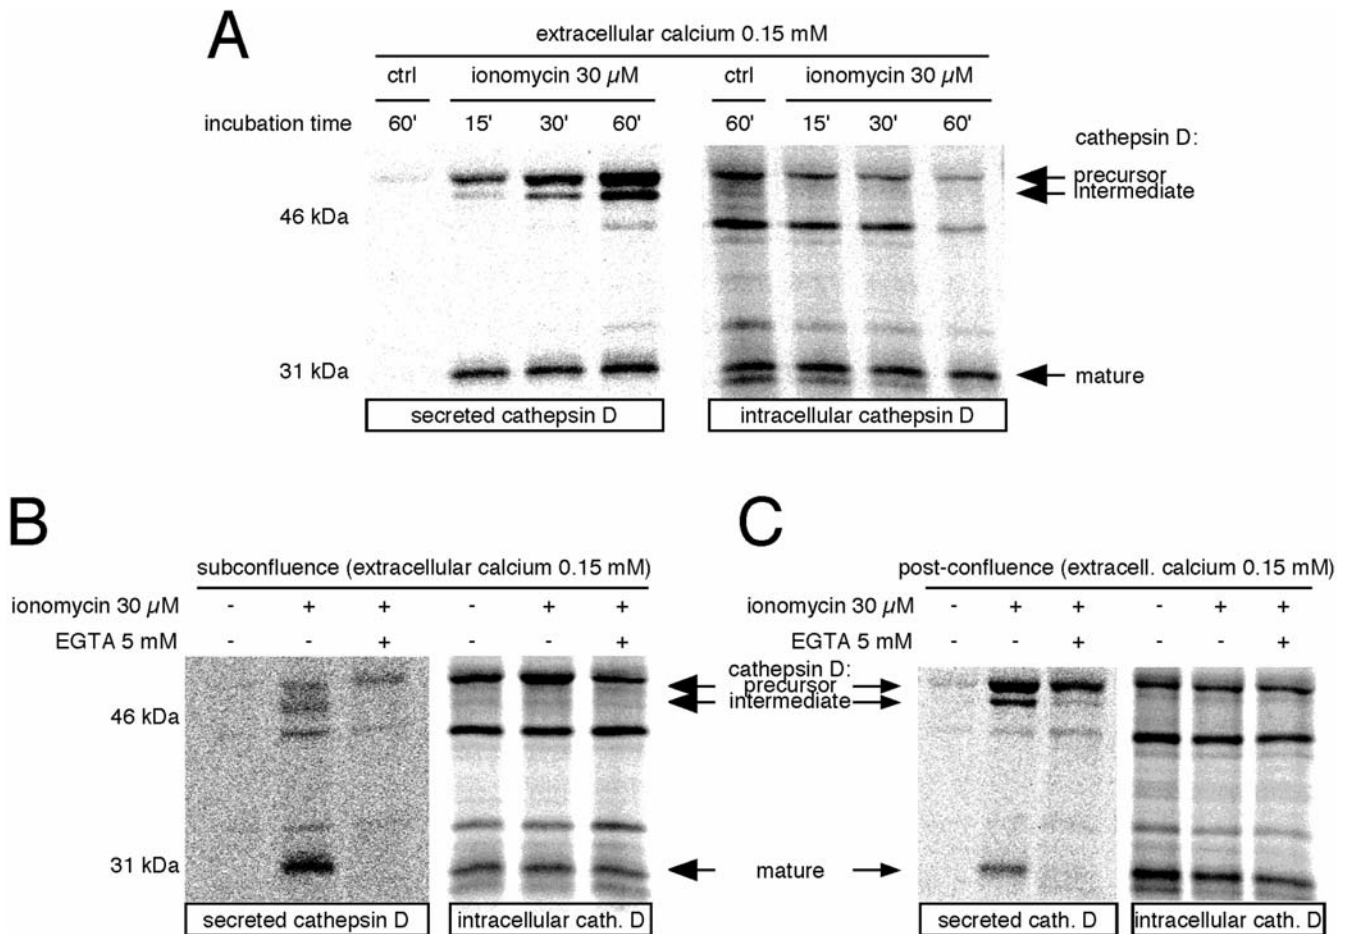 A
extracellular calcium 0.15 mM
ctrl ionomycin 30 µM ctrl ionomycin 30 µM
incubation time 60' 15' 30' 60' 60' 15' 30' 60'
cathepsin D:
precursor
Intermediate
46 kDa
31 kDa
mature
secreted cathepsin D intracellular cathepsin D
B
subconfluence (extracellular calcium 0.15 mM)
ionomycin 30 µM - + + - + +
EGTA 5 mM - - + - - +
cathepsin D:
precursor
intermediate
46 kDa
31 kDa
mature
secreted cathepsin D intracellular cath. D
C
post-confluence (extracell. calcium 0.15 mM)
ionomycin 30 µM - + + - + +
EGTA 5 mM - - + - - +
secreted cath. D intracellular cath. D